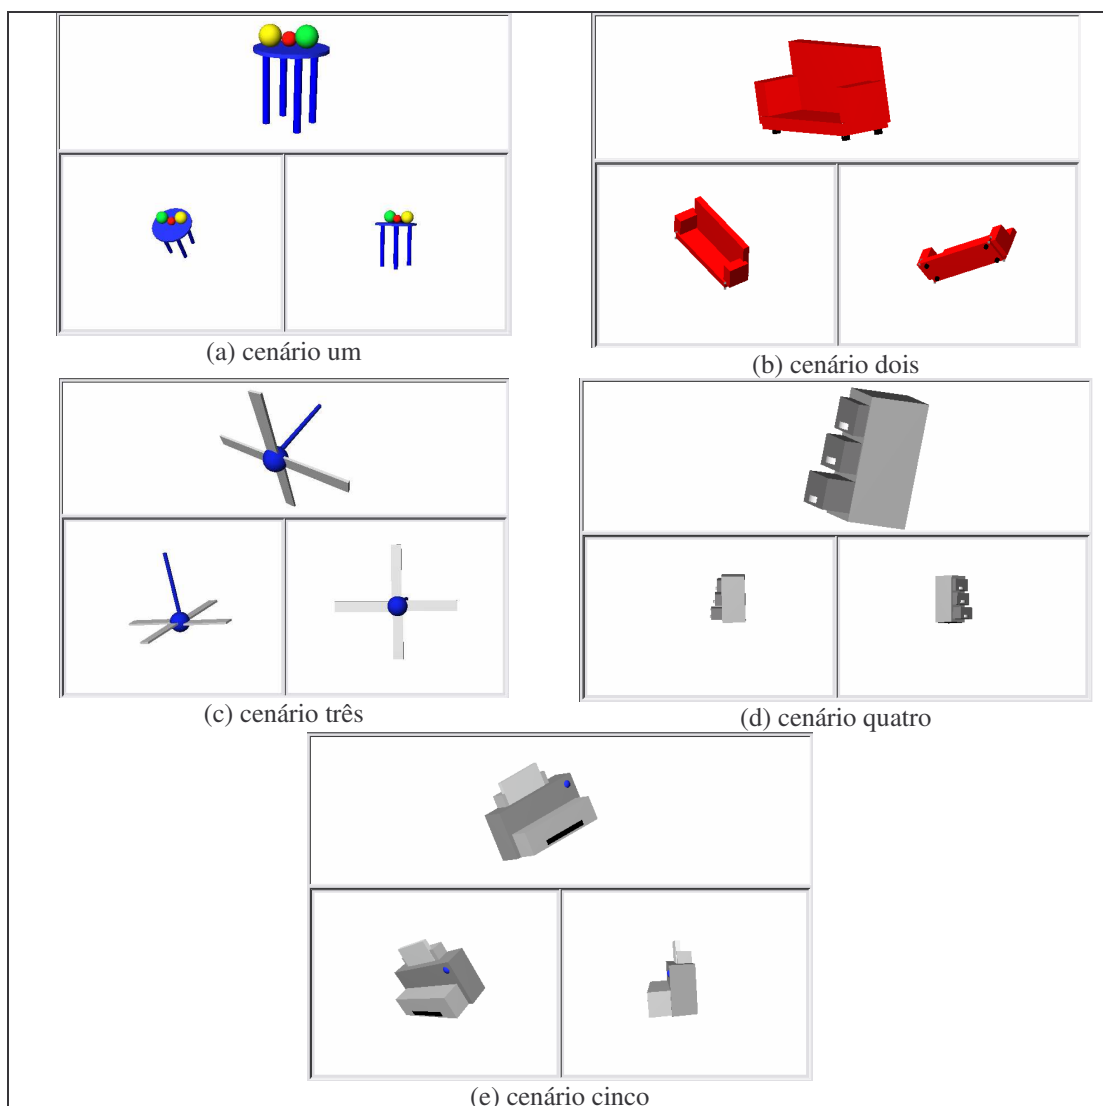 (a) cenário um
(b) cenário dois
(c) cenário três
(d) cenário quatro
(e) cenário cinco